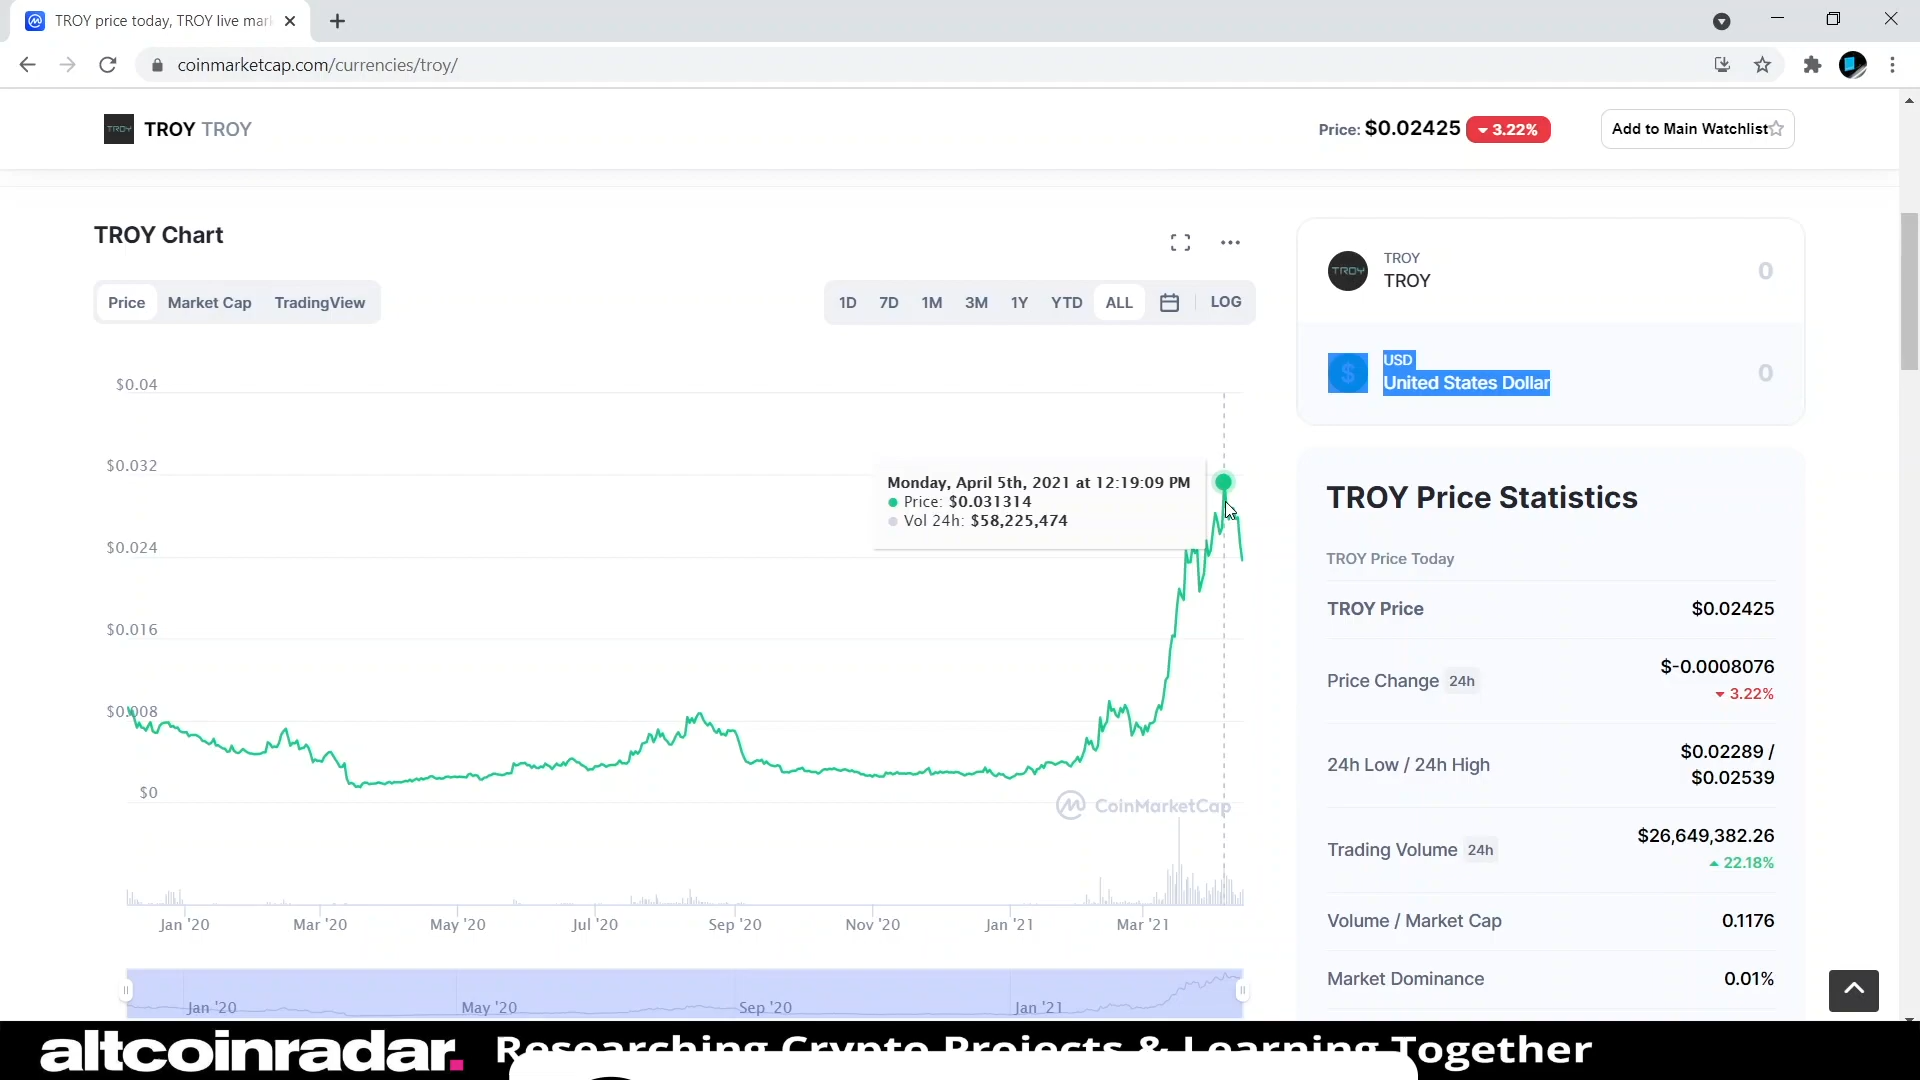 TROY price today, TROY live mar
coinmarketcap.com/currencies/troy/
TROY
TROY TROY
Price: $0.02425 3.22%
Add to Main Watchlist
TROY Chart
Price Market Cap TradingView
1D 7D 1M 3M 1Y YTD ALL LOG
$0.04
$0.032
$0.024
$0.016
$0.008
$0
Monday, April 5th, 2021 at 12:19:09 PM
Price: $0.031314
Vol 24h: $58,225,474
CoinMarketCap
Jan '20 Mar '20 May '20 Jul '20 Sep '20 Nov '20 Jan '21 Mar '21
Jan '20 May '20 Sep '20 Jan '21
TROY
TROY
TROY
0
$
USD
United States Dollar
0
TROY Price Statistics
TROY Price Today
TROY Price $0.02425
Price Change 24h $-0.0008076
3.22%
24h Low / 24h High $0.02289 /
$0.02539
Trading Volume 24h $26,649,382.26
22.18%
Volume / Market Cap 0.1176
Market Dominance 0.01%
altcoinradar. Researching Crypto Projects & Learning Together